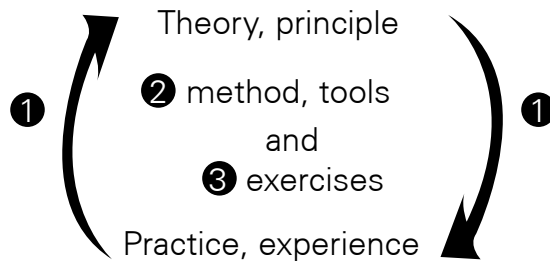 Theory, principle
❷ method, tools
❶ ❶
and
❸ exercises
Practice, experience